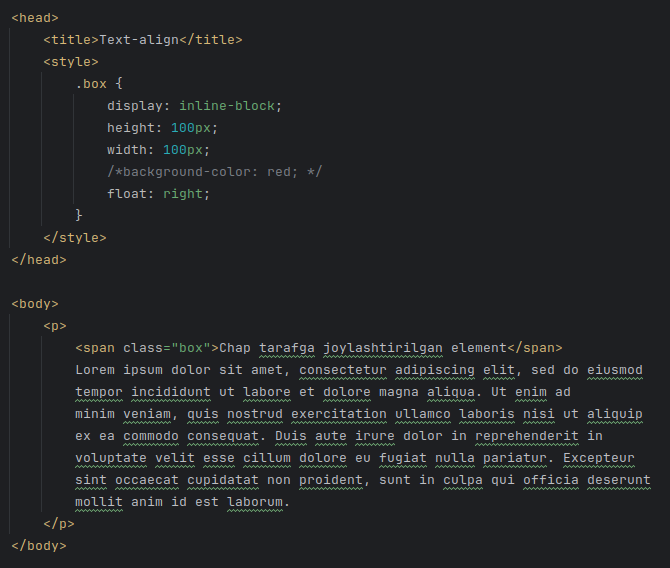 <head>
<title>Text-align</title>
<style>
.box {
display: inline-block;
height: 100px;
width: 100px;
/*background-color: red; */
float: right;
}
</style>
</head>
<body>
<p>
<span class="box">Chap tarafga joylashtirilgan element</span>
Lorem ipsum dolor sit amet, consectetur adipiscing elit, sed do eiusmod
tempor incididunt ut labore et dolore magna aliqua. Ut enim ad
minim veniam, quis nostrud exercitation ullamco laboris nisi ut aliquip
ex ea commodo consequat. Duis aute irure dolor in reprehenderit in
voluptate velit esse cillum dolore eu fugiat nulla pariatur. Excepteur
sint occaecat cupidatat non proident, sunt in culpa qui officia deserunt
mollit anim id est laborum.
</p>
</body>